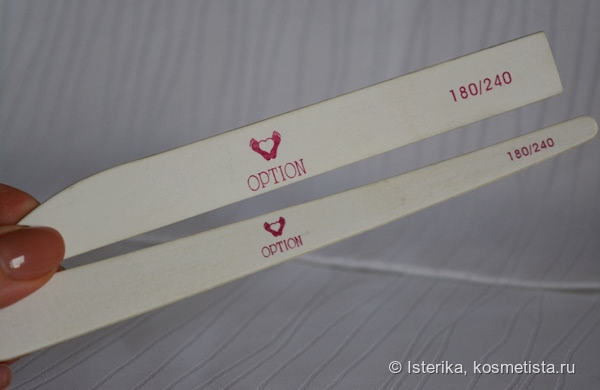 180/240
OPTION
180/240
OPTION
© Isterika, kosmetista.ru